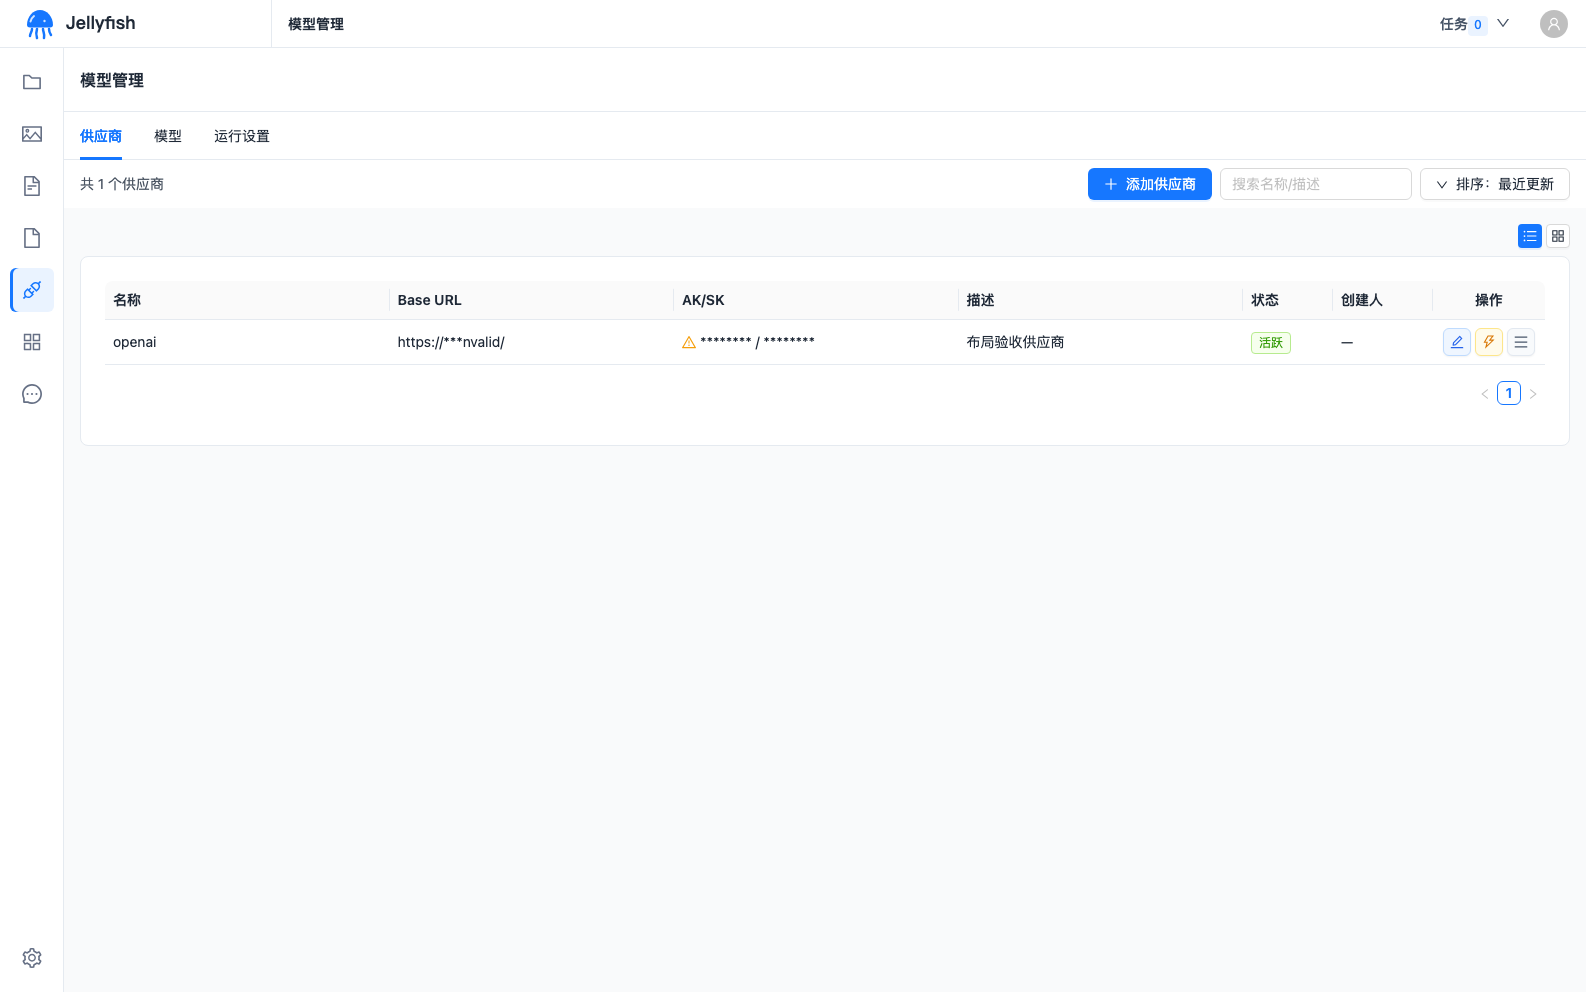 Jellyfish
模型管理
任务 0
模型管理
供应商 模型 运行设置
共 1 个供应商
添加供应商
搜索名称/描述
排序：最近更新
名称 Base URL AK/SK 描述 状态 创建人 操作
openai https://***nvalid/ ******** / ******** 布局验收供应商 活跃 —
1